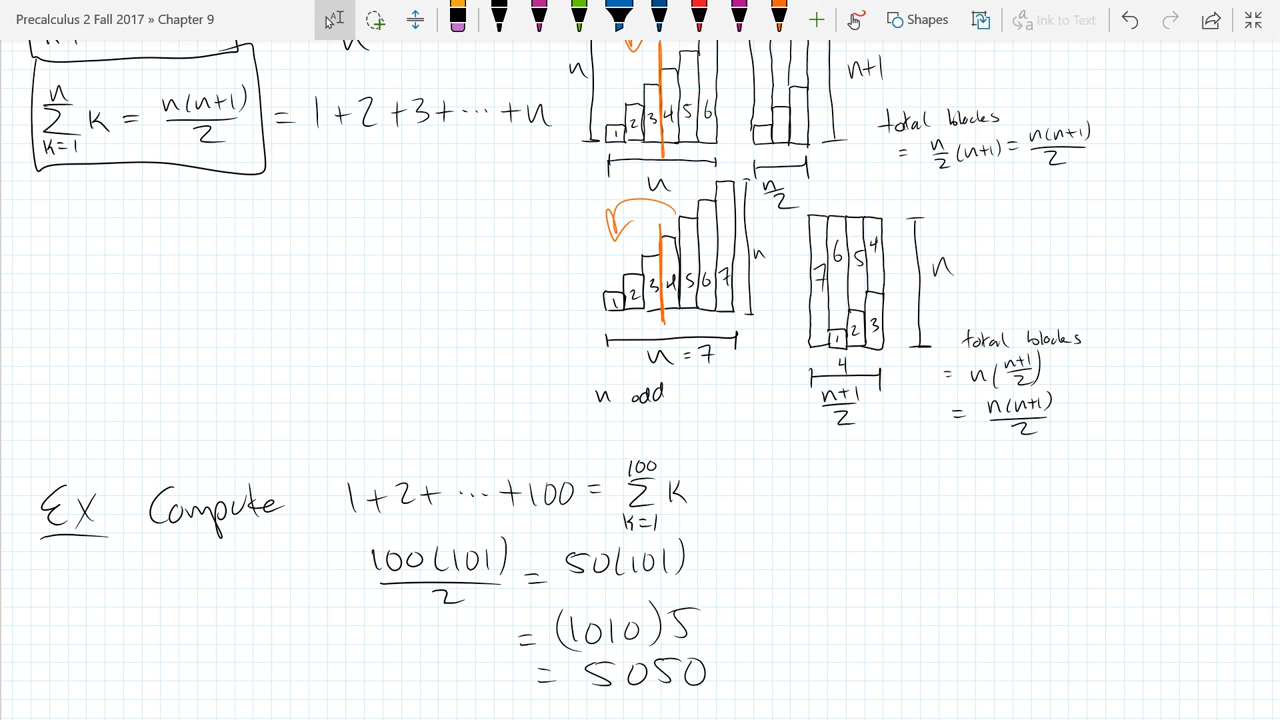 Precalculus 2 Fall 2017 » Chapter 9
Shapes
Ink to Text
n∑k=1 k = n(n+1)/2 = 1+2+3+⋯+n
n
1 2 3 4 5 6
n
n/2
n+1
total blocks
= n/2 (n+1) = n(n+1)/2
1 2 3 4 5 6 7
n
n = 7
n odd
7 6 5 4
1 2 3
n
4
n+1/2
total blocks
= n(n+1/2)
= n(n+1)/2
Ex Compute 1+2+⋯+100 = 100∑k=1 k
100(101)/2 = 50(101)
= (1010)5
= 5050